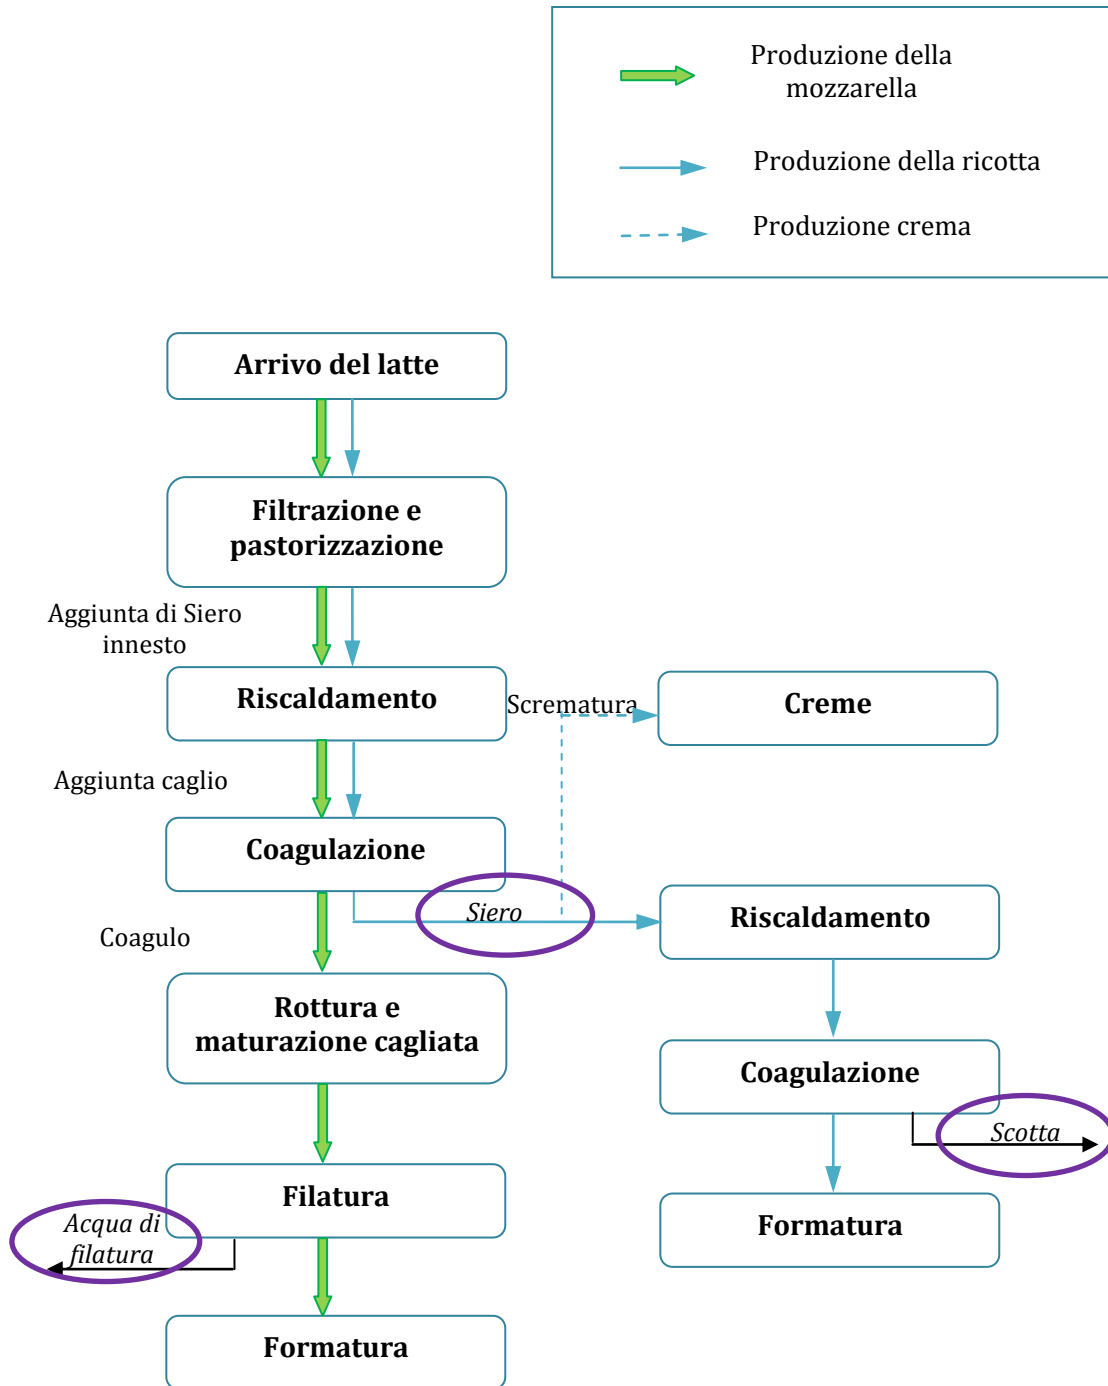 Produzione della
mozzarella
Produzione della ricotta
Produzione crema
Arrivo del latte
Filtrazione e
pastorizzazione
Aggiunta di Siero
innesto
Riscaldamento
Scrematura
Creme
Aggiunta caglio
Coagulazione
Siero
Riscaldamento
Coagulo
Rottura e
maturazione cagliata
Coagulazione
Scotta
Filatura
Acqua di
filatura
Formatura
Formatura